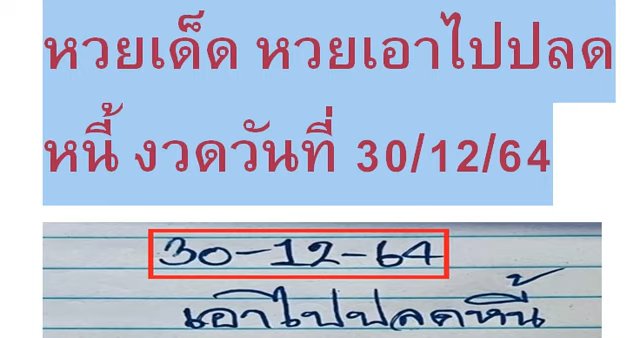 หวยเด็ด หวยเอาไปปลด
หนี้ งวดวันที่ 30/12/64
30-12-64
เอาไปปลดหนี้